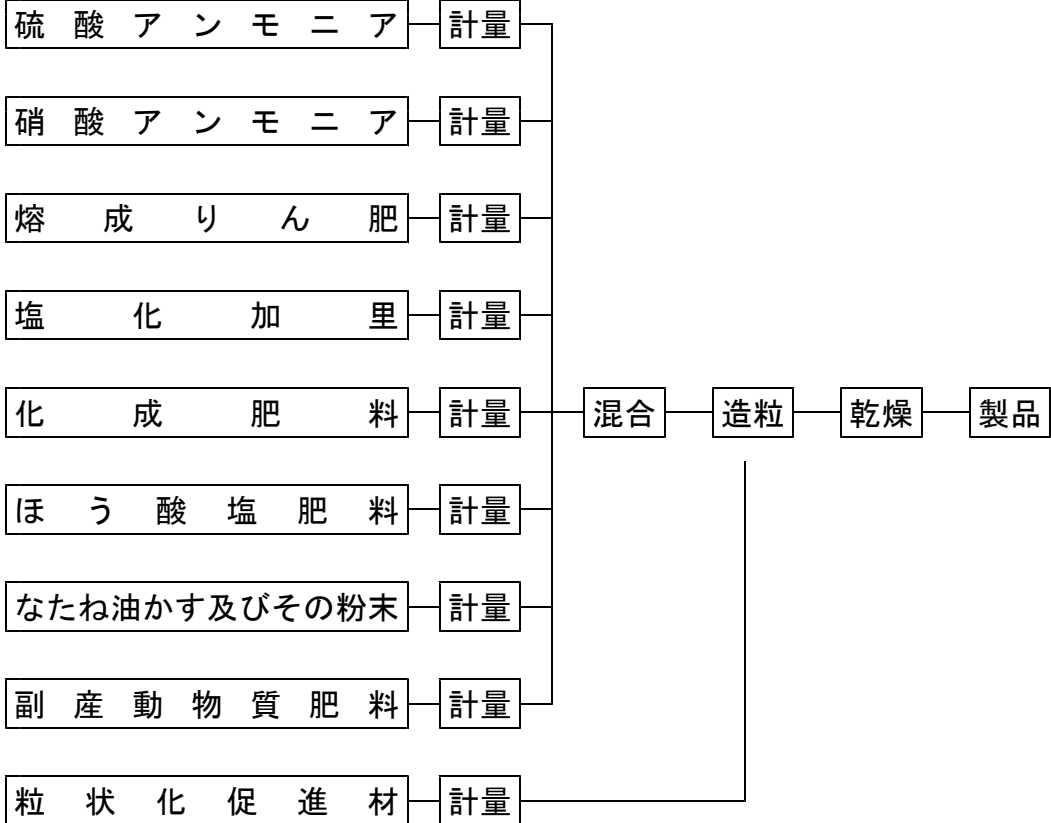 硫酸アンモニア 計量
硝酸アンモニア 計量
熔成りん肥 計量
塩化加里 計量
化成肥料 計量 混合 造粒 乾燥 製品
ほう酸塩肥料 計量
なたね油かす及びその粉末 計量
副産動物質肥料 計量
粒状化促進材 計量